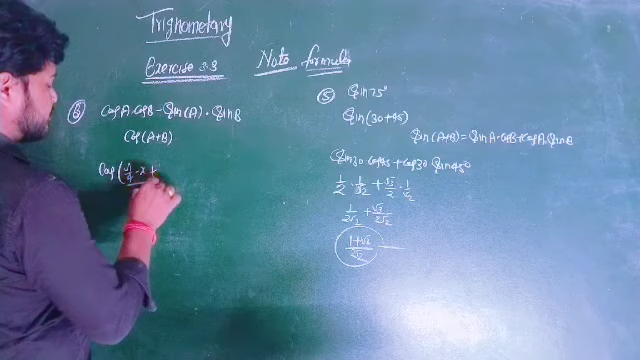 Trignometary
Exercise 3.3
Note formula
⑥ CosA.CosB - Sin(A).SinB
Cos(A+B)
Cos(π/4 - x +
⑤ Sin75°
Sin(30+45)
Sin(A+B) = SinA.CosB+CosA.SinB
Sin30 Cos45 + Cos30 Sin45°
1/2 . 1/√2 + √3/2 . 1/√2
1/2√2 + √3/2√2
1+√3/2√2